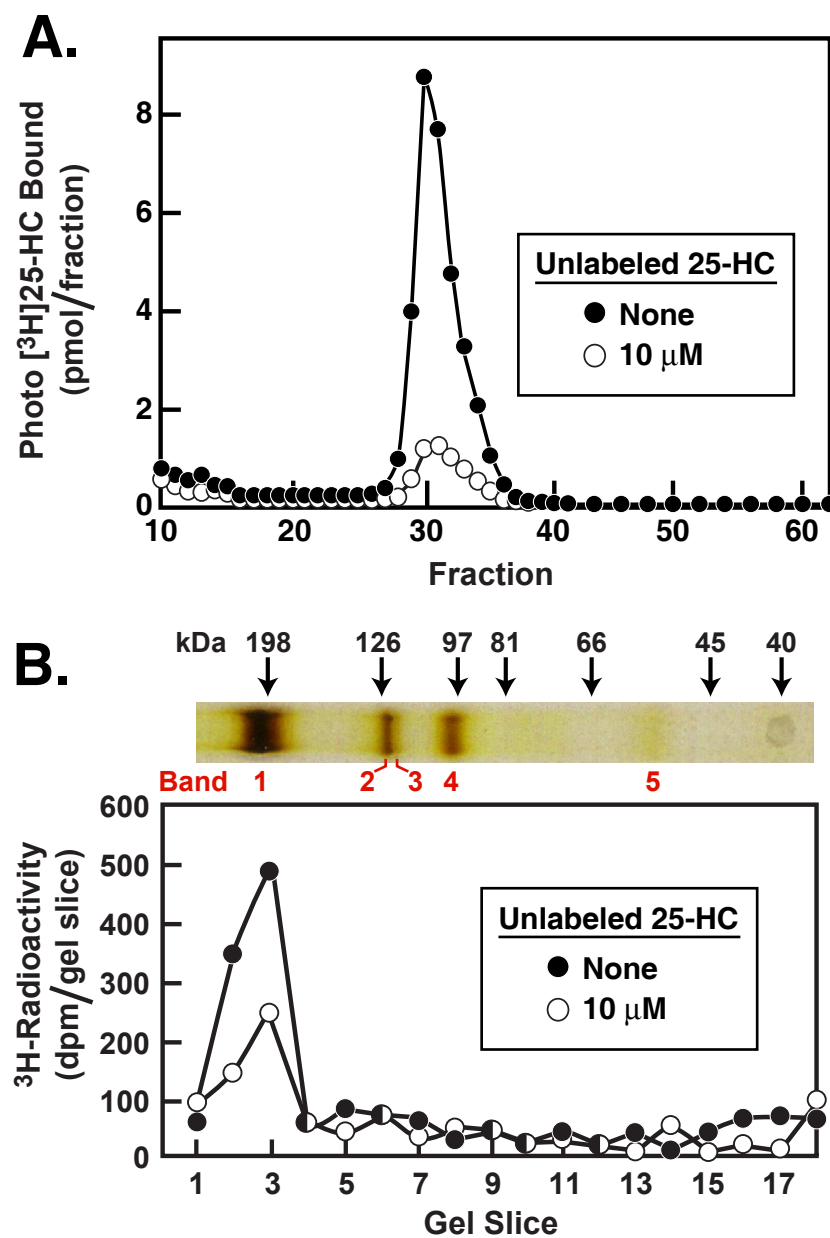 A.
Photo [³H]25-HC Bound
(pmol/fraction)
8
6
4
2
0
Unlabeled 25-HC
None
10 μM
10 20 30 40 50 60
Fraction
B.
kDa 198 126 97 81 66 45 40
Band 1 2 3 4 5
³H-Radioactivity
(dpm/gel slice)
600
500
400
300
200
100
0
Unlabeled 25-HC
None
10 μM
1 3 5 7 9 11 13 15 17
Gel Slice